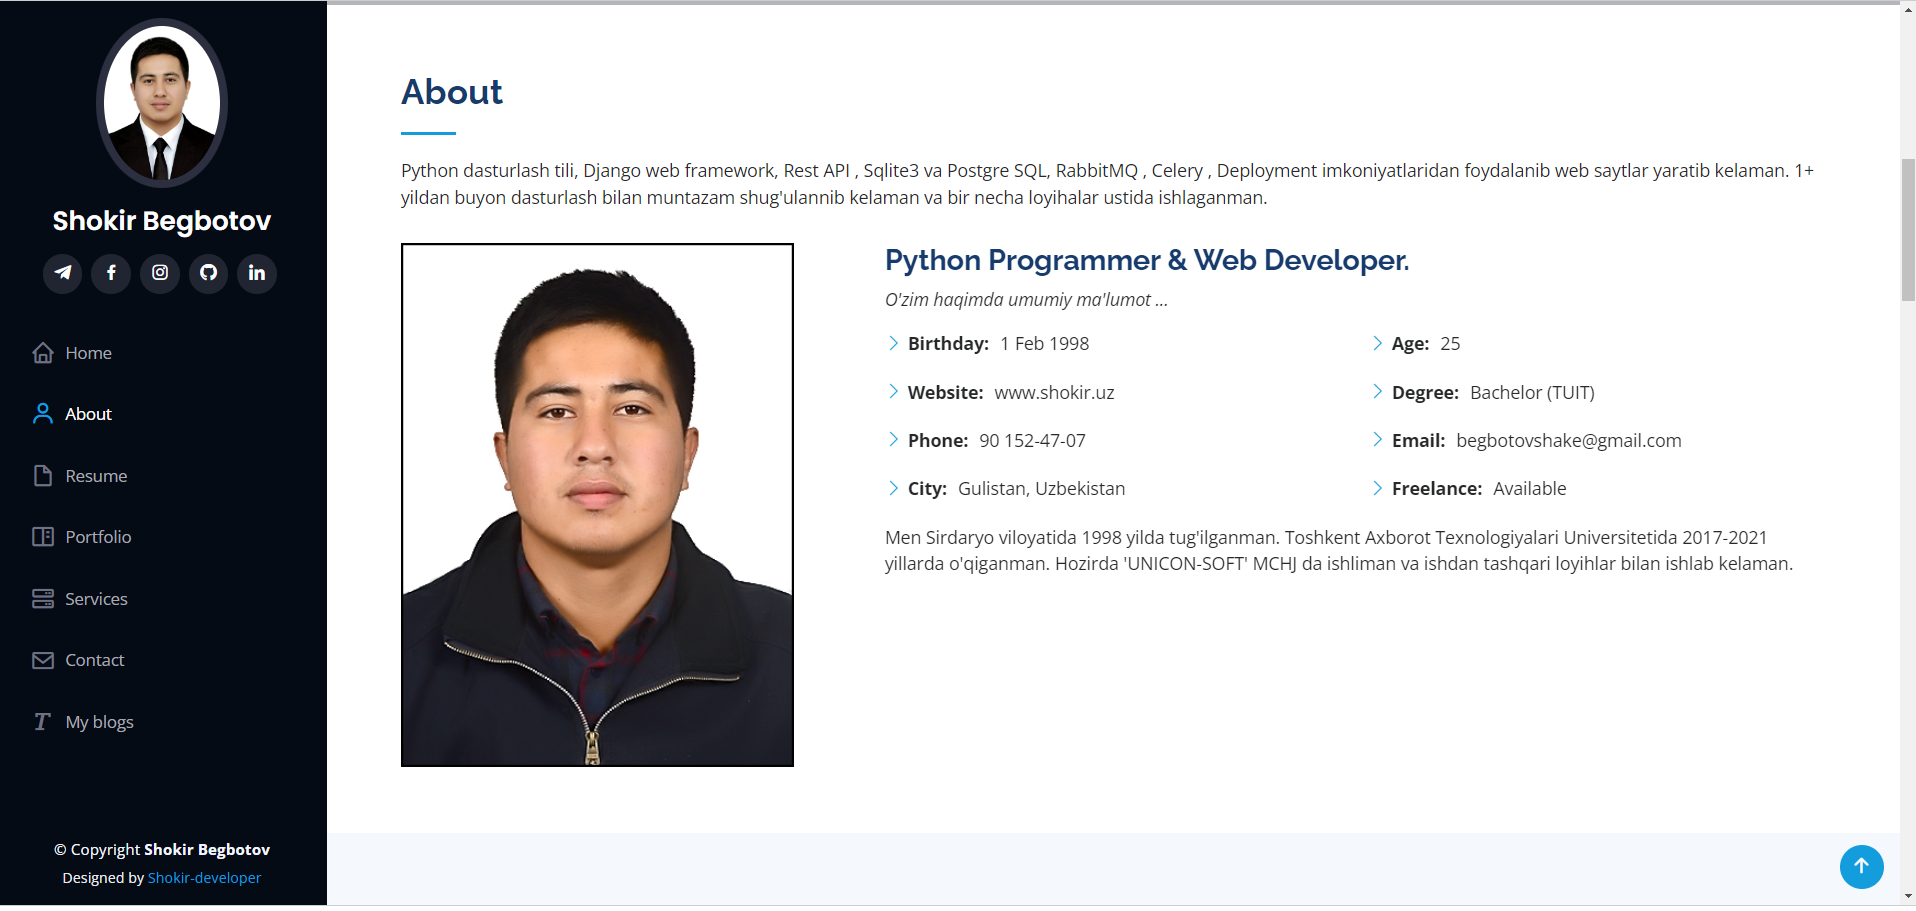 Shokir Begbotov
Home
About
Resume
Portfolio
Services
Contact
My blogs
© Copyright Shokir Begbotov
Designed by Shokir-developer
About
Python dasturlash tili, Django web framework, Rest API , Sqlite3 va Postgre SQL, RabbitMQ , Celery , Deployment imkoniyatlaridan foydalanib web saytlar yaratib kelaman. 1+
yildan buyon dasturlash bilan muntazam shug'ulannib kelaman va bir necha loyihalar ustida ishlaganman.
Python Programmer & Web Developer.
O'zim haqimda umumiy ma'lumot ...
Birthday: 1 Feb 1998
Age: 25
Website: www.shokir.uz
Degree: Bachelor (TUIT)
Phone: 90 152-47-07
Email: begbotovshake@gmail.com
City: Gulistan, Uzbekistan
Freelance: Available
Men Sirdaryo viloyatida 1998 yilda tug'ilganman. Toshkent Axborot Texnologiyalari Universitetida 2017-2021
yillarda o'qiganman. Hozirda 'UNICON-SOFT' MCHJ da ishliman va ishdan tashqari loyihlar bilan ishlab kelaman.